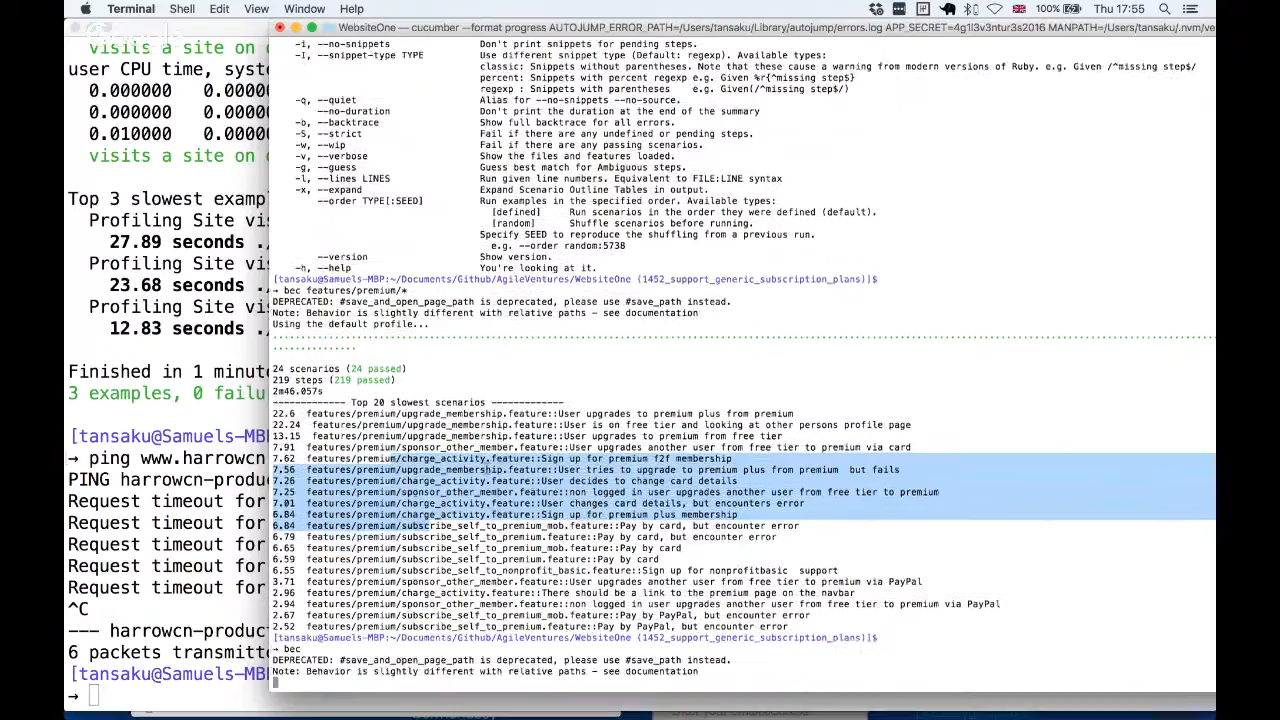 Terminal Shell Edit View Window Help 100% Thu 17:55
WebsiteOne — cucumber --format progress AUTOJUMP_ERROR_PATH=/Users/tansaku/Library/autojump/errors.log APP_SECRET=4g1l3v3ntur3s2016 MANPATH=/Users/tansaku/.nvm/ve
visits a site on
user CPU time, syst
0.000000 0.0000
0.000000 0.0000
0.010000 0.0000
visits a site on
Top 3 slowest examp
Profiling Site vis
27.89 seconds ./
Profiling Site vis
23.68 seconds ./
Profiling Site vis
12.83 seconds ./
Finished in 1 minut
3 examples, 0 failu
[tansaku@Samuels-MBP
→ ping www.harrowcn
PING harrowcn-produc
Request timeout for
Request timeout for
Request timeout for
Request timeout for
Request timeout for
^C
--- harrowcn-produc
6 packets transmitte
[tansaku@Samuels-MBP
→
-i, --no-snippets Don't print snippets for pending steps.
-I, --snippet-type TYPE Use different snippet type (Default: regexp). Available types:
classic: Snippets without parentheses. Note that these cause a warning from modern versions of Ruby. e.g. Given /^missing step$/
percent: Snippets with percent regexp e.g. Given %r{^missing step$}
regexp : Snippets with parentheses e.g. Given(/^missing step$/)
-q, --quiet Alias for --no-snippets --no-source.
--no-duration Don't print the duration at the end of the summary
-b, --backtrace Show full backtrace for all errors.
-S, --strict Fail if there are any undefined or pending steps.
-w, --wip Fail if there are any passing scenarios.
-v, --verbose Show the files and features loaded.
-g, --guess Guess best match for Ambiguous steps.
-l, --lines LINES Run given line numbers. Equivalent to FILE:LINE syntax
-x, --expand Expand Scenario Outline Tables in output.
--order TYPE[:SEED] Run examples in the specified order. Available types:
[defined] Run scenarios in the order they were defined (default).
[random] Shuffle scenarios before running.
Specify SEED to reproduce the shuffling from a previous run.
e.g. --order random:5738
--version Show version.
-h, --help You're looking at it.
[tansaku@Samuels-MBP:~/Documents/Github/AgileVentures/WebsiteOne (1452_support_generic_subscription_plans)]$
→ bec features/premium/*
DEPRECATED: #save_and_open_page_path is deprecated, please use #save_path instead.
Note: Behavior is slightly different with relative paths - see documentation
Using the default profile...
24 scenarios (24 passed)
219 steps (219 passed)
2m46.057s
------------- Top 20 slowest scenarios -------------
22.6 features/premium/upgrade_membership.feature::User upgrades to premium plus from premium
22.24 features/premium/upgrade_membership.feature::User is on free tier and looking at other persons profile page
13.15 features/premium/upgrade_membership.feature::User upgrades to premium from free tier
7.91 features/premium/sponsor_other_member.feature::User upgrades another user from free tier to premium via card
7.62 features/premium/charge_activity.feature::Sign up for premium f2f membership
7.56 features/premium/upgrade_membership.feature::User tries to upgrade to premium plus from premium but fails
7.26 features/premium/charge_activity.feature::User decides to change card details
7.25 features/premium/sponsor_other_member.feature::non logged in user upgrades another user from free tier to premium
7.01 features/premium/charge_activity.feature::User changes card details, but encounters error
6.84 features/premium/charge_activity.feature::Sign up for premium plus membership
6.84 features/premium/subscribe_self_to_premium_mob.feature::Pay by card, but encounter error
6.79 features/premium/subscribe_self_to_premium.feature::Pay by card, but encounter error
6.65 features/premium/subscribe_self_to_premium_mob.feature::Pay by card
6.59 features/premium/subscribe_self_to_premium.feature::Pay by card
6.55 features/premium/subscribe_self_to_nonprofit_basic.feature::Sign up for nonprofitbasic support
3.71 features/premium/sponsor_other_member.feature::User upgrades another user from free tier to premium via PayPal
2.96 features/premium/charge_activity.feature::There should be a link to the premium page on the navbar
2.94 features/premium/sponsor_other_member.feature::non logged in user upgrades another user from free tier to premium via PayPal
2.67 features/premium/subscribe_self_to_premium_mob.feature::Pay by PayPal, but encounter error
2.52 features/premium/subscribe_self_to_premium.feature::Pay by PayPal, but encounter error
[tansaku@Samuels-MBP:~/Documents/Github/AgileVentures/WebsiteOne (1452_support_generic_subscription_plans)]$
→ bec
DEPRECATED: #save_and_open_page_path is deprecated, please use #save_path instead.
Note: Behavior is slightly different with relative paths - see documentation